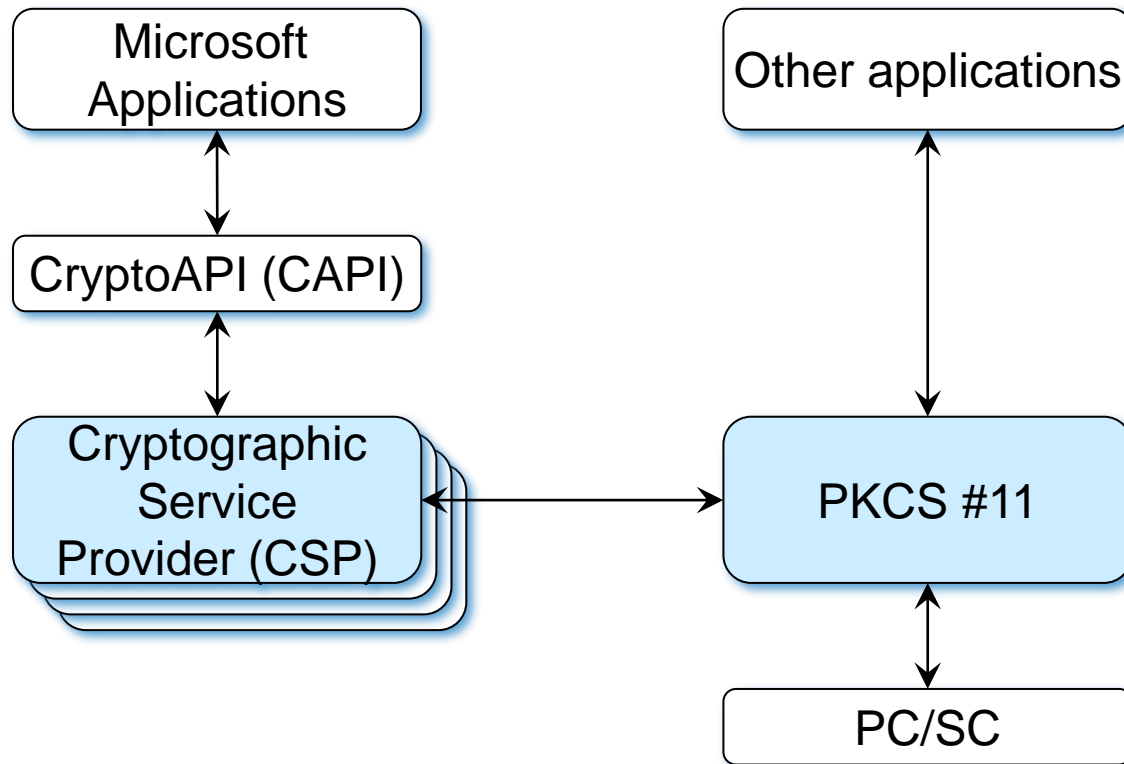 Microsoft
Applications
Other applications
CryptoAPI (CAPI)
Cryptographic
Service
Provider (CSP)
PKCS #11
PC/SC